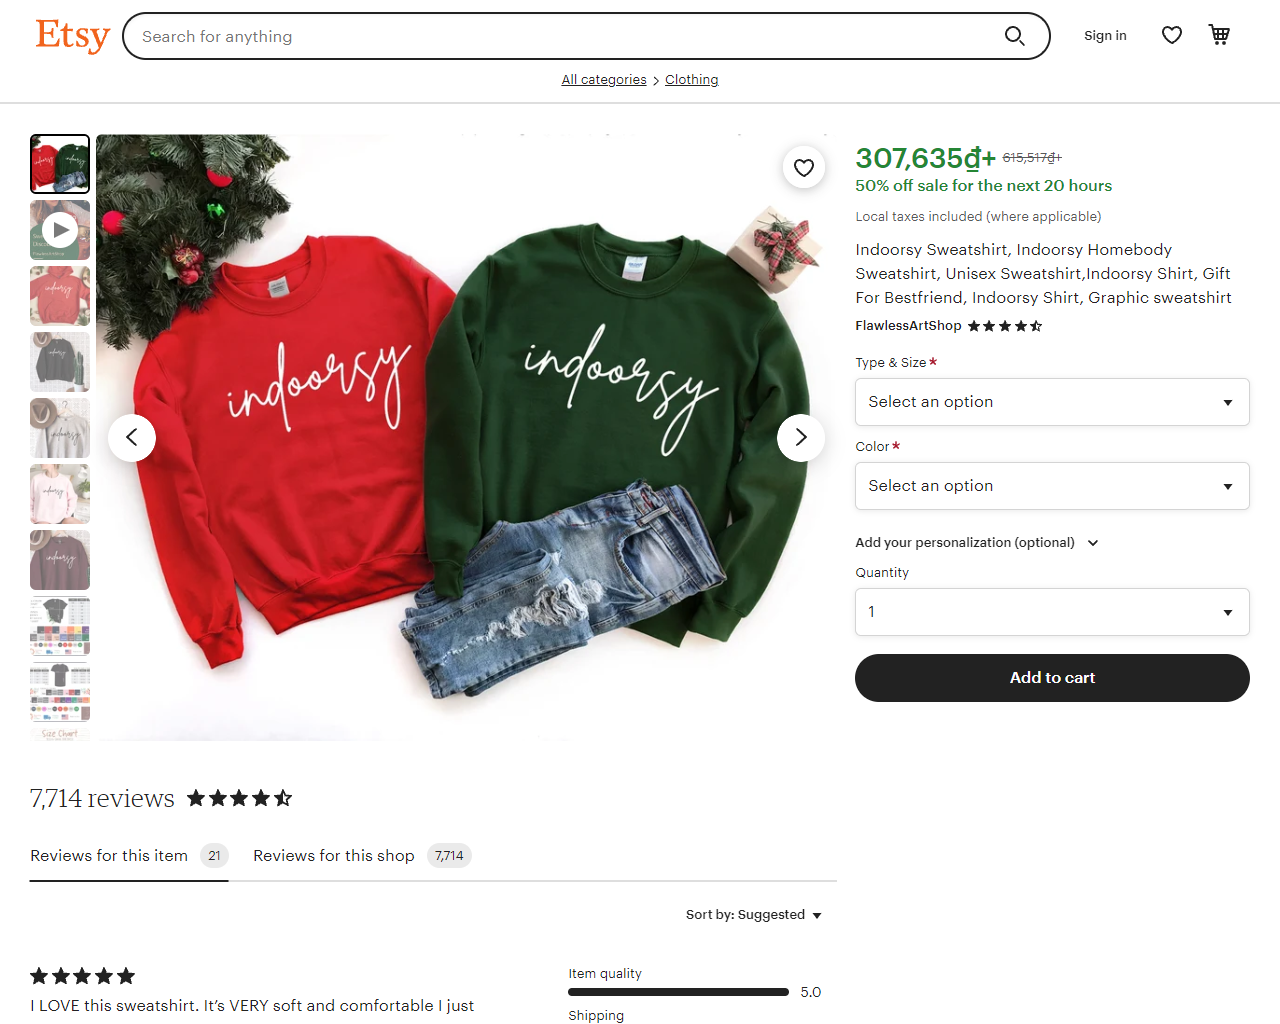 Etsy
Search for anything
Sign in
All categories > Clothing
307,635₫+ 615,517₫+
50% off sale for the next 20 hours
Local taxes included (where applicable)
Indoorsy Sweatshirt, Indoorsy Homebody
Sweatshirt, Unisex Sweatshirt,Indoorsy Shirt, Gift
For Bestfriend, Indoorsy Shirt, Graphic sweatshirt
FlawlessArtShop
Type & Size*
Select an option
Color*
Select an option
Add your personalization (optional)
Quantity
1
Add to cart
indoorsy
indoorsy
Size Chart
7,714 reviews
Reviews for this item 21 Reviews for this shop 7,714
Sort by: Suggested
I LOVE this sweatshirt. It’s VERY soft and comfortable I just
Item quality
5.0
Shipping